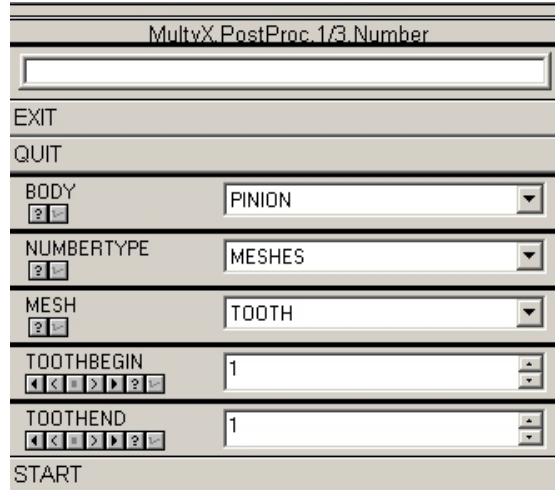 MultyX.PostProc.1/3.Number
EXIT
QUIT
BODY
PINION
?
NUMBERTYPE
MESHES
?
MESH
TOOTH
?
TOOTHBEGIN
1
?
TOOTHEND
1
?
START